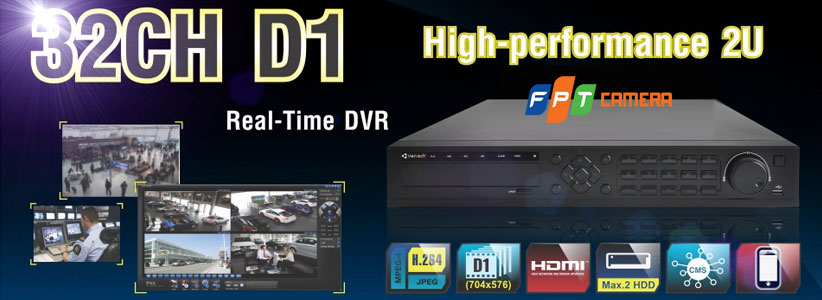 32CH D1
High-performance 2U
Real-Time DVR
FPT CAMERA
Vantech
PSS
MPEG-4
H.264
JPEG
D1
(704x576)
HDMI
Max.2 HDD
CMS